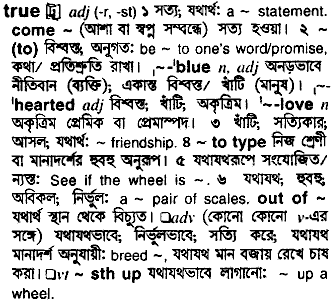 true [ট্রূ] adj (-r, -st) ১ সত্য; যথার্থ: a ~ statement.
come ~ (আশা বা স্বপ্ন সম্বন্ধে) সত্য হওয়া। ২ ~
(to) বিশ্বস্ত, অনুগত: be ~ to one's word/promise,
কথা/ প্রতিশ্রুতি রাখা। ˌ~-ˈblue n, adj অনড়ভাবে
নীতিবান (ব্যক্তি); একান্ত বিশ্বস্ত/ খাঁটি (মানুষ)। ˌ~-
ˈhearted adj বিশ্বস্ত; খাঁটি, অকৃত্রিম। ˈ~-love n
অকৃত্রিম প্রেমিক বা প্রেমাস্পদ। ৩ খাঁটি, সত্যিকার;
আসল; যথার্থ: ~ friendship. ৪ ~ to type নিজ শ্রেণী
বা মানাদর্শের হুবহু অনুরূপ। ৫ যথাযথরূপে সংযোজিত/
ন্যস্ত: See if the wheel is ~. ৬ যথাযথ; হুবহু;
অবিকল; নির্ভুল: a ~ pair of scales. out of ~
যথার্থ স্থান থেকে বিচ্যুত। □adv (কোনো কোনো v-এর
সঙ্গে) যথাযথভাবে; নির্ভুলভাবে; সত্যি করে; যথাযথ
মানাদর্শ অনুযায়ী: breed ~, যথাযথ মান বজায় রেখে চাষ
করা। □vt ~ sth up যথাযথভাবে লাগানো: ~ up a
wheel.